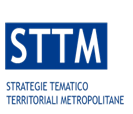 STTM
STRATEGIE TEMATICO
TERRITORIALI METROPOLITANE